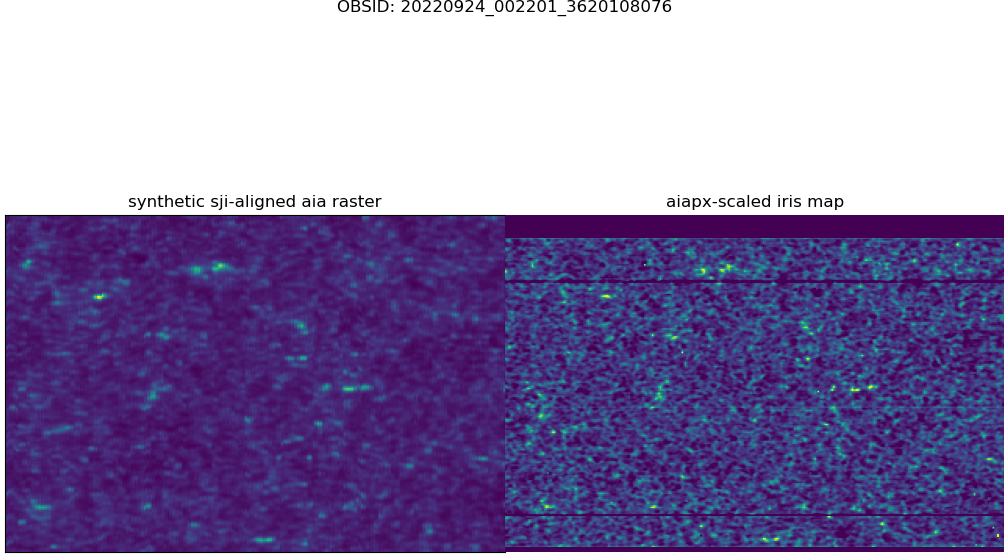 OBSID: 20220924_002201_3620108076
synthetic sji-aligned aia raster
aiapx-scaled iris map